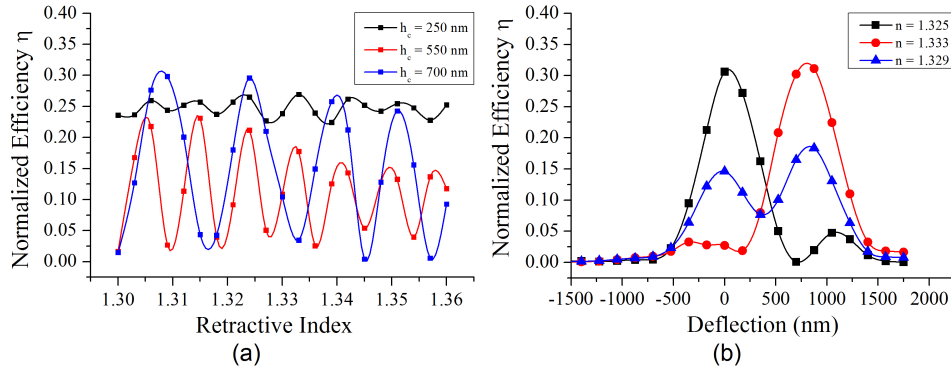 0.40
0.35
0.30
0.25
0.20
0.15
0.10
0.05
0.00
Normalized Efficiency η
h_c = 250 nm
h_c = 550 nm
h_c = 700 nm
1.30 1.31 1.32 1.33 1.34 1.35 1.36
Retractive Index
(a)
0.40
0.35
0.30
0.25
0.20
0.15
0.10
0.05
0.00
Normalized Efficiency η
n = 1.325
n = 1.333
n = 1.329
-1500 -1000 -500 0 500 1000 1500 2000
Deflection (nm)
(b)